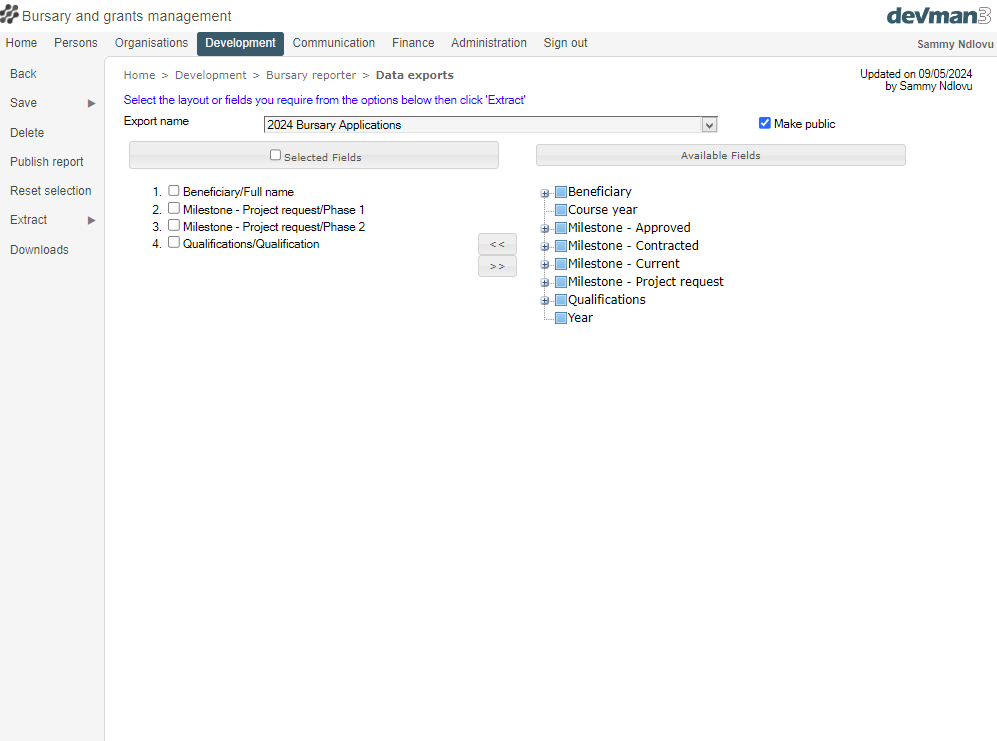 Bursary and grants management
devman3
Home Persons Organisations Development Communication Finance Administration Sign out
Sammy Ndlovu
Back
Save
Delete
Publish report
Reset selection
Extract
Downloads
Home > Development > Bursary reporter > Data exports
Updated on 09/05/2024
by Sammy Ndlovu
Select the layout or fields you require from the options below then click 'Extract'
Export name
2024 Bursary Applications
Make public
Selected Fields
1. Beneficiary/Full name
2. Milestone - Project request/Phase 1
3. Milestone - Project request/Phase 2
4. Qualifications/Qualification
<<
>>
Available Fields
Beneficiary
Course year
Milestone - Approved
Milestone - Contracted
Milestone - Current
Milestone - Project request
Qualifications
Year